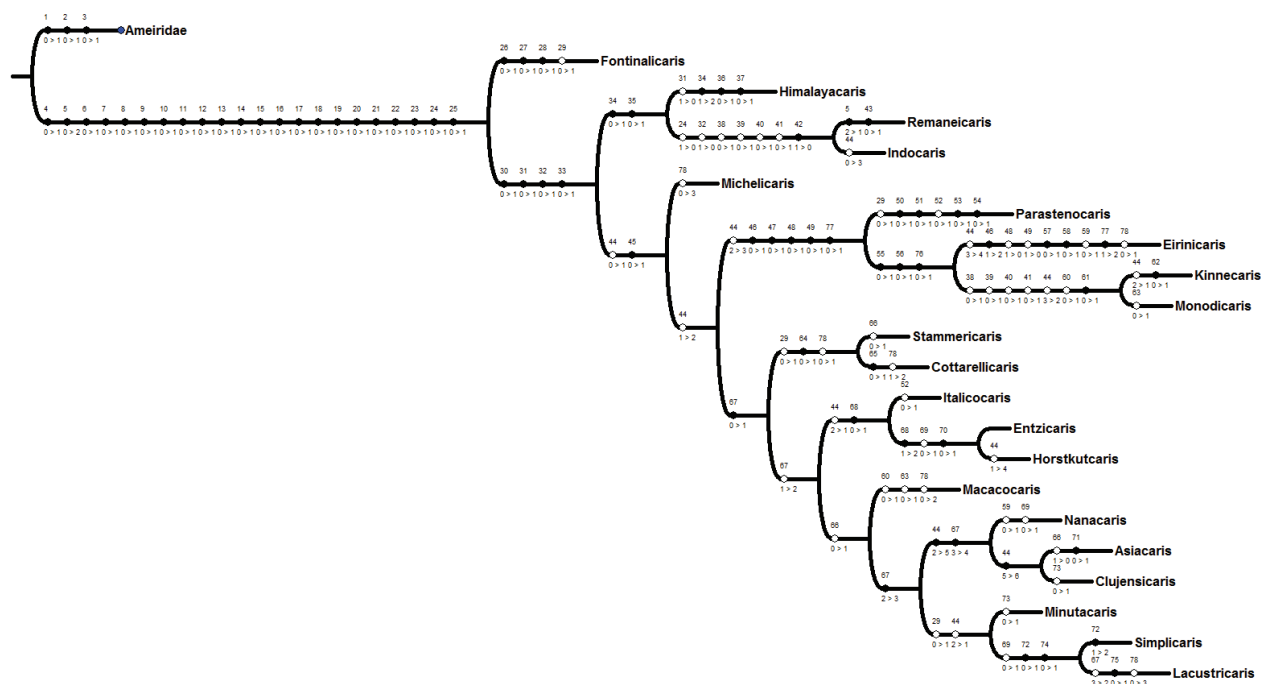 1 2 3
Ameiridae
0 > 1 0 > 1 0 > 1
26 27 28 29
Fontinalicaris
0 > 1 0 > 1 0 > 1 0 > 1
31 34 36 37
Himalayacaris
1 > 0 1 > 2 0 > 1 0 > 1
34 35
0 > 1 0 > 1
4 5 6 7 8 9 10 11 12 13 14 15 16 17 18 19 20 21 22 23 24 25
0 > 1 0 > 2 0 > 1 0 > 1 0 > 1 0 > 1 0 > 1 0 > 1 0 > 1 0 > 1 0 > 1 0 > 1 0 > 1 0 > 1 0 > 1 0 > 1 0 > 1 0 > 1 0 > 1 0 > 1 0 > 1 0 > 1
5 43
Remaneicaris
2 > 1 0 > 1
24 32 38 39 40 41 42
1 > 0 1 > 0 0 > 1 0 > 1 0 > 1 0 > 1 1 > 0
44
Indocaris
0 > 3
30 31 32 33
0 > 1 0 > 1 0 > 1 0 > 1
78
Michelicaris
0 > 3
29 50 51 52 53 54
Parastenocaris
0 > 1 0 > 1 0 > 1 0 > 1 0 > 1 0 > 1
44 46 47 48 49 77
2 > 3 0 > 1 0 > 1 0 > 1 0 > 1 0 > 1
44 46 48 49 57 58 59 77 78
Eirinicaris
3 > 4 1 > 2 1 > 0 1 > 0 0 > 1 0 > 1 0 > 1 1 > 2 0 > 1
44 45
0 > 1 0 > 1
55 56 76
0 > 1 0 > 1 0 > 1
44 62
Kinnecaris
2 > 1 0 > 1
38 39 40 41 44 60 61
0 > 1 0 > 1 0 > 1 0 > 1 3 > 2 0 > 1 0 > 1
63
Monodicaris
0 > 1
44
1 > 2
66
Stammericaris
0 > 1
29 64 78
0 > 1 0 > 1 0 > 1
65 78
Cottarellicaris
0 > 1 1 > 2
52
Italicocaris
0 > 1
67
0 > 1
44 68
2 > 1 0 > 1
Entzicaris
68 69 70
1 > 2 0 > 1 0 > 1
44
Horstkutcaris
1 > 4
67
1 > 2
60 63 78
Macacocaris
0 > 1 0 > 1 0 > 2
59 69
Nanacaris
0 > 1 0 > 1
66
0 > 1
44 67
2 > 5 3 > 4
66 71
Asiacaris
1 > 0 0 > 1
44
5 > 6
73
Clujensicaris
0 > 1
67
2 > 3
73
Minutacaris
0 > 1
29 44
0 > 1 2 > 1
72
Simplicaris
1 > 2
69 72 74
0 > 1 0 > 1 0 > 1
67 75 78
Lacustricaris
3 > 2 0 > 1 0 > 3